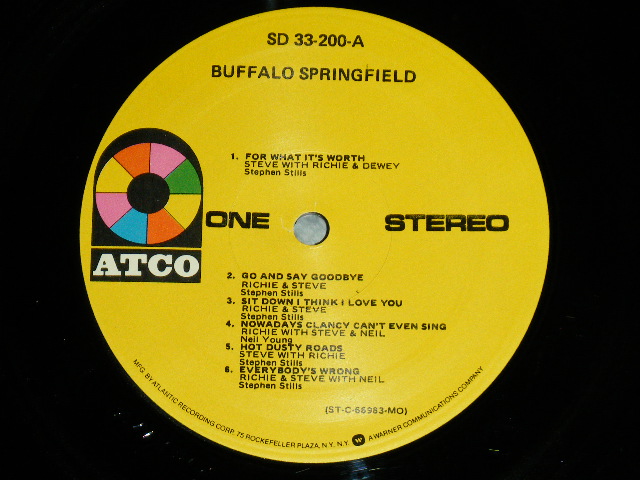 SD 33-200-A
BUFFALO SPRINGFIELD
1. FOR WHAT IT'S WORTH
STEVE WITH RICHIE & DEWEY
Stephen Stills
ONE STEREO
ATCO
2. GO AND SAY GOODBYE
RICHIE & STEVE
Stephen Stills
3. SIT DOWN I THINK I LOVE YOU
RICHIE & STEVE
Stephen Stills
4. NOWADAYS CLANCY CAN'T EVEN SING
RICHIE WITH STEVE & NEIL
Neil Young
5. HOT DUSTY ROADS
STEVE WITH RICHIE
Stephen Stills
6. EVERYBODY'S WRONG
RICHIE & STEVE WITH NEIL
Stephen Stills
(ST-C-66983-MO)
MFG. BY ATLANTIC RECORDING CORP. 75 ROCKEFELLER PLAZA, N.Y. N.Y. W A WARNER COMMUNICATIONS COMPANY